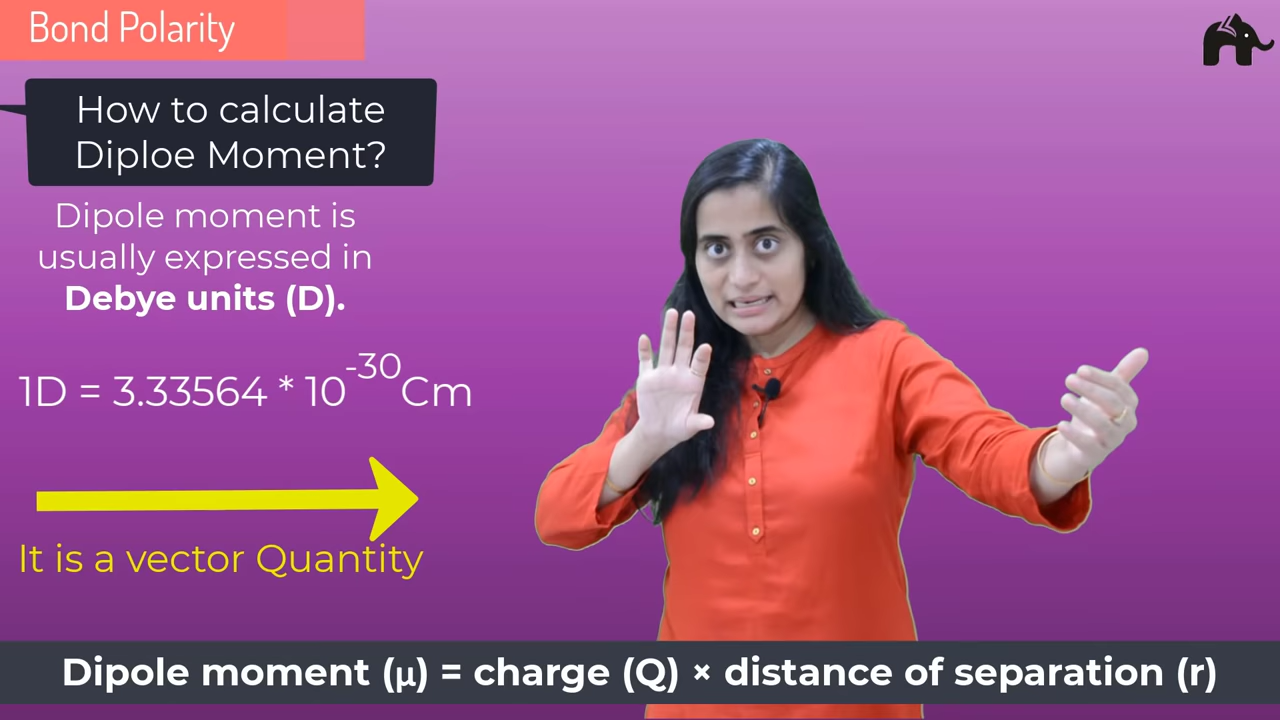 Bond Polarity
How to calculate
Diploe Moment?
Dipole moment is
usually expressed in
Debye units (D).
1D = 3.33564 * 10^-30 Cm
It is a vector Quantity
Dipole moment (μ) = charge (Q) × distance of separation (r)